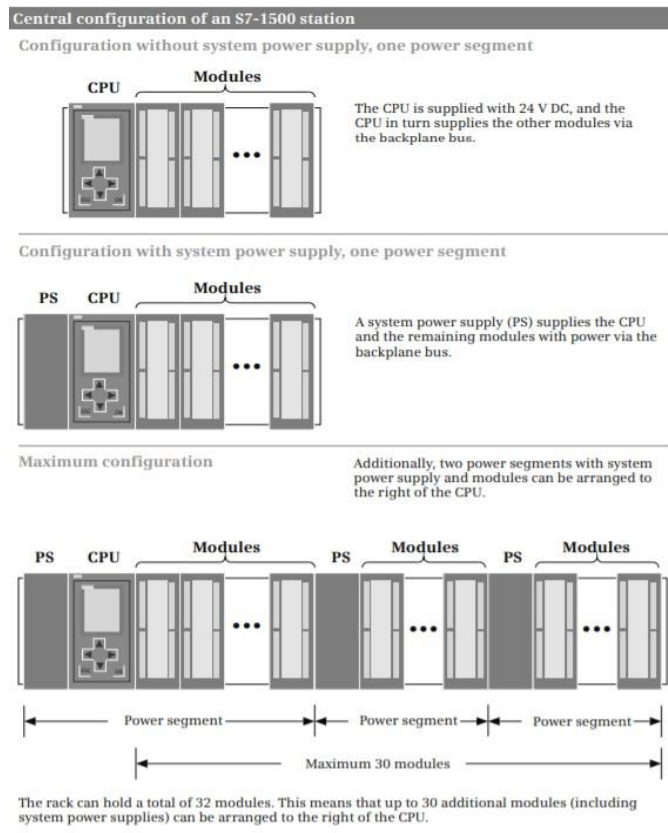 Central configuration of an S7-1500 station
Configuration without system power supply, one power segment
CPU
Modules
The CPU is supplied with 24 V DC, and the
CPU in turn supplies the other modules via
the backplane bus.
Configuration with system power supply, one power segment
PS CPU Modules
A system power supply (PS) supplies the CPU
and the remaining modules with power via the
backplane bus.
Maximum configuration
Additionally, two power segments with system
power supply and modules can be arranged to
the right of the CPU.
PS CPU Modules PS Modules PS Modules
Power segment Power segment Power segment
Maximum 30 modules
The rack can hold a total of 32 modules. This means that up to 30 additional modules (including
system power supplies) can be arranged to the right of the CPU.